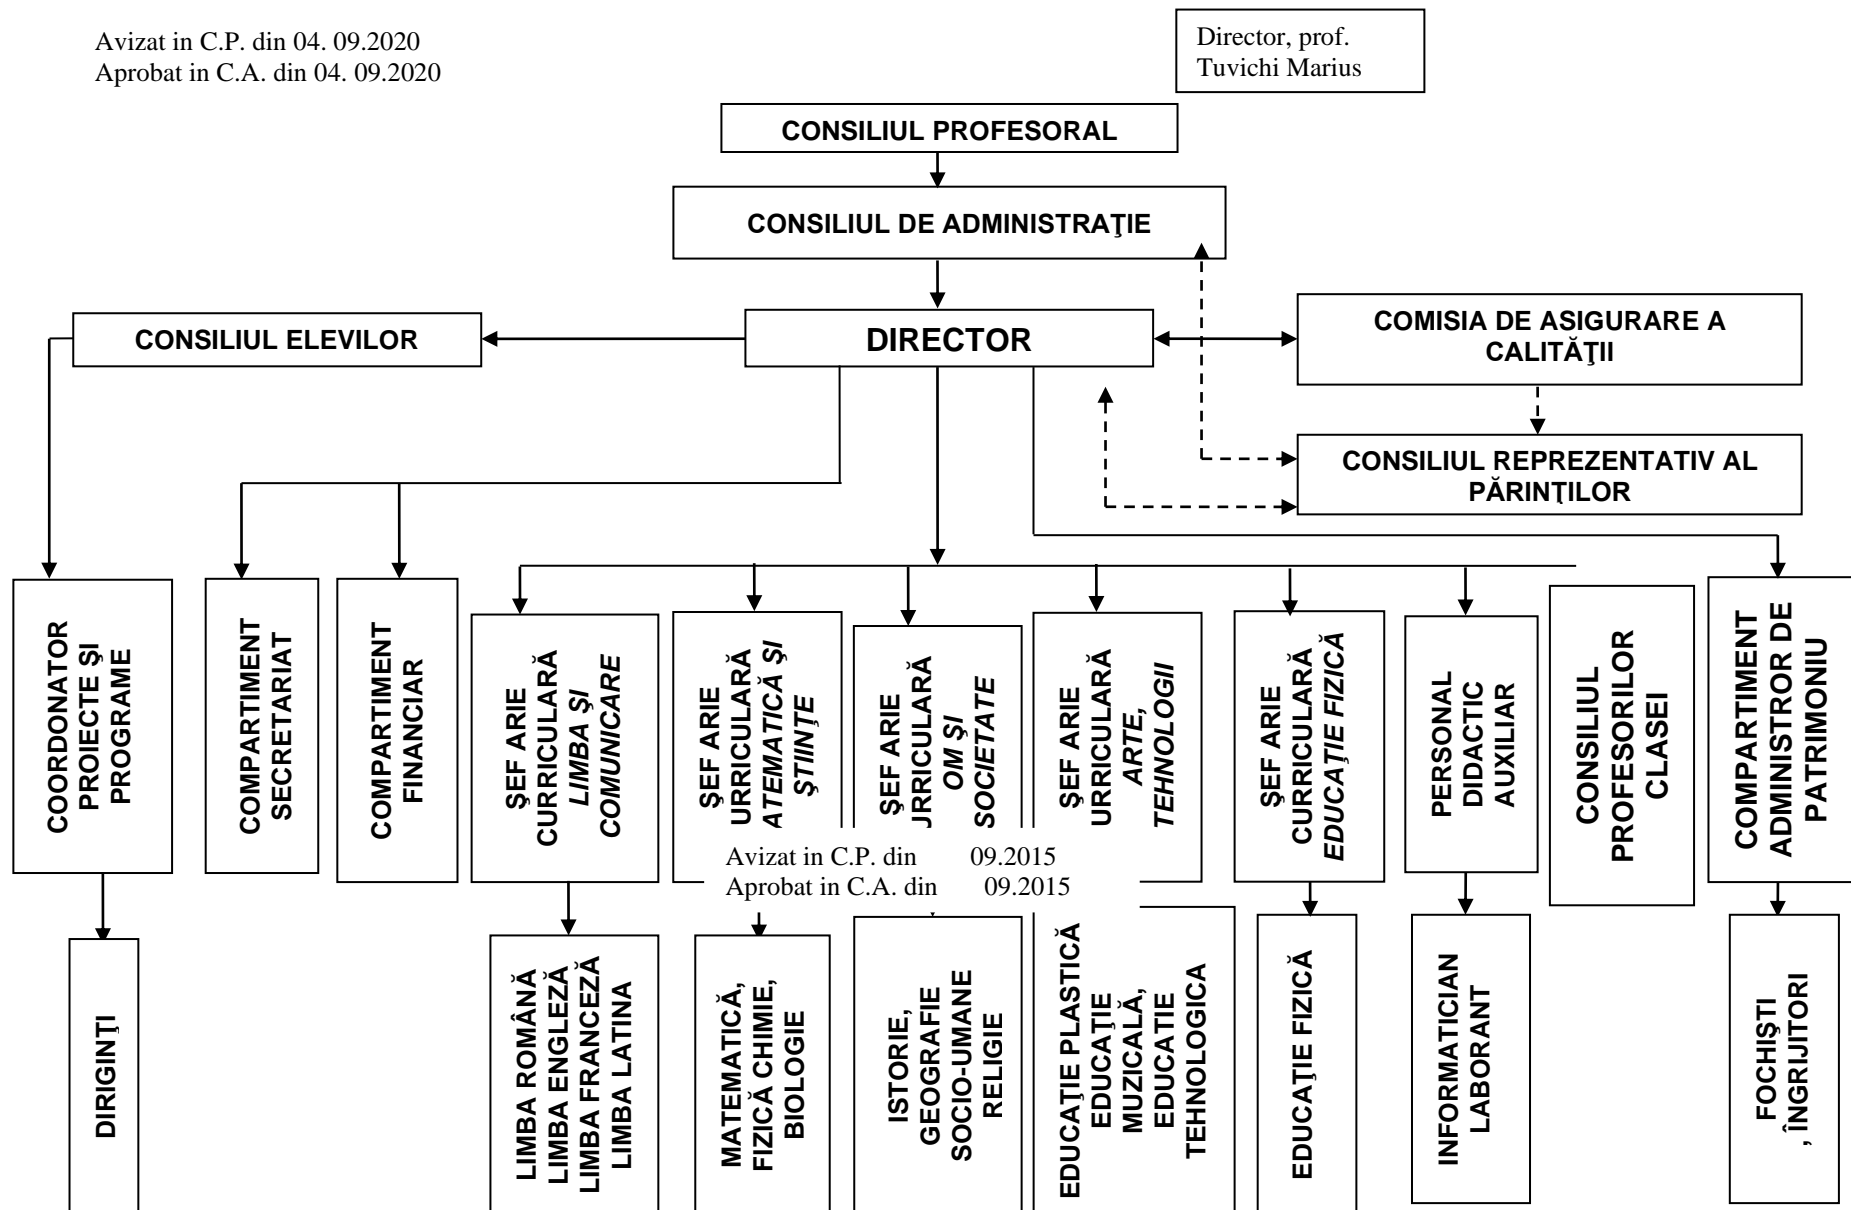 Avizat in C.P. din 04. 09.2020
Aprobat in C.A. din 04. 09.2020
Director, prof.
Tuvichi Marius
CONSILIUL PROFESORAL
CONSILIUL DE ADMINISTRAŢIE
CONSILIUL ELEVILOR
DIRECTOR
COMISIA DE ASIGURARE A
CALITĂŢII
CONSILIUL REPREZENTATIV AL
PĂRINŢILOR
COORDONATOR
PROIECTE ŞI
PROGRAME
COMPARTIMENT
SECRETARIAT
COMPARTIMENT
FINANCIAR
ŞEF ARIE
CURRICULARĂ
LIMBA ŞI
COMUNICARE
ŞEF ARIE
URRICULARĂ
ATEMATICĂ ŞI
ŞTIINŢE
ŞEF ARIE
URRICULARĂ
OM ŞI
SOCIETATE
ŞEF ARIE
URRICULARĂ
ARTE,
TEHNOLOGII
ŞEF ARIE
CURRICULARĂ
EDUCAŢIE FIZICĂ
PERSONAL
DIDACTIC
AUXILIAR
CONSILIUL
PROFESORILOR
CLASEI
COMPARTIMENT
ADMINISTROR DE
PATRIMONIU
Avizat in C.P. din 09.2015
Aprobat in C.A. din 09.2015
DIRIGINŢI
LIMBA ROMÂNĂ
LIMBA ENGLEZĂ
LIMBA FRANCEZĂ
LIMBA LATINA
MATEMATICĂ,
FIZICĂ CHIMIE,
BIOLOGIE
ISTORIE,
GEOGRAFIE
SOCIO-UMANE
RELIGIE
EDUCAŢIE PLASTICĂ
EDUCAŢIE
MUZICALĂ,
EDUCATIE
TEHNOLOGICA
EDUCAŢIE FIZICĂ
INFORMATICIAN
LABORANT
FOCHIŞTI
, ÎNGRIJITORI